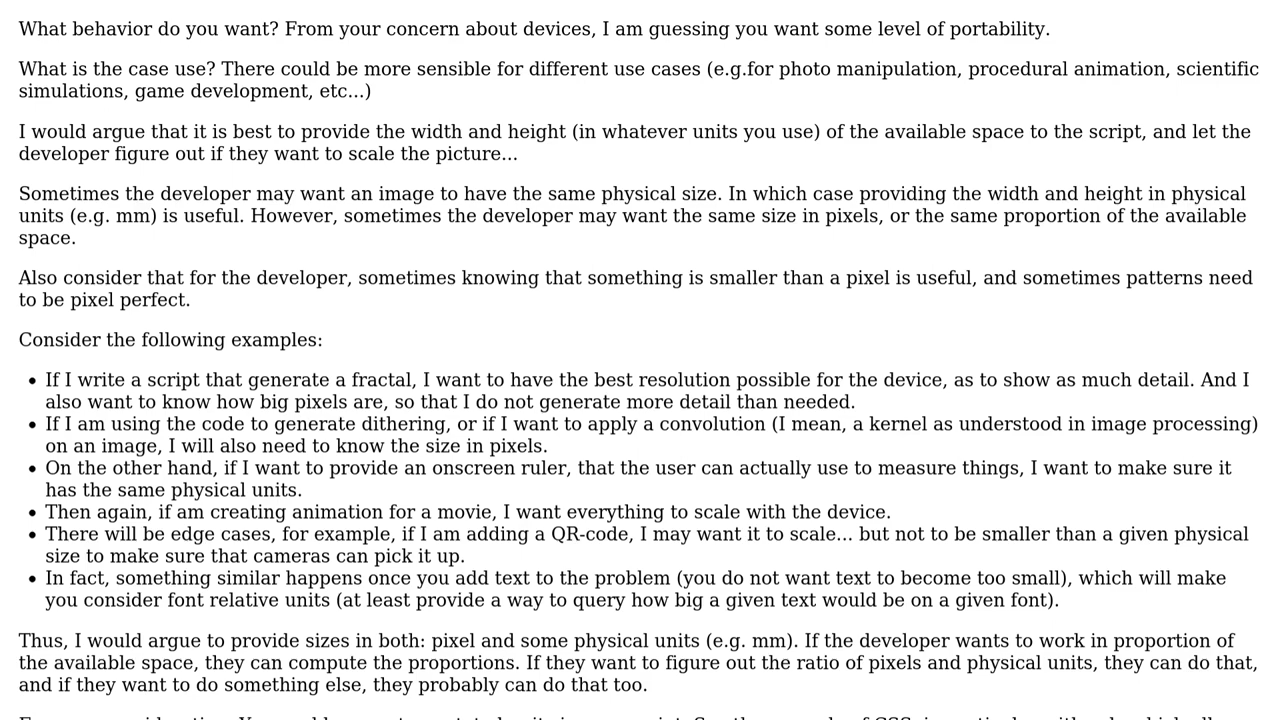 What behavior do you want? From your concern about devices, I am guessing you want some level of portability.
What is the case use? There could be more sensible for different use cases (e.g.for photo manipulation, procedural animation, scientific
simulations, game development, etc...)
I would argue that it is best to provide the width and height (in whatever units you use) of the available space to the script, and let the
developer figure out if they want to scale the picture...
Sometimes the developer may want an image to have the same physical size. In which case providing the width and height in physical
units (e.g. mm) is useful. However, sometimes the developer may want the same size in pixels, or the same proportion of the available
space.
Also consider that for the developer, sometimes knowing that something is smaller than a pixel is useful, and sometimes patterns need
to be pixel perfect.
Consider the following examples:
• If I write a script that generate a fractal, I want to have the best resolution possible for the device, as to show as much detail. And I
also want to know how big pixels are, so that I do not generate more detail than needed.
• If I am using the code to generate dithering, or if I want to apply a convolution (I mean, a kernel as understood in image processing)
on an image, I will also need to know the size in pixels.
• On the other hand, if I want to provide an onscreen ruler, that the user can actually use to measure things, I want to make sure it
has the same physical units.
• Then again, if am creating animation for a movie, I want everything to scale with the device.
• There will be edge cases, for example, if I am adding a QR-code, I may want it to scale... but not to be smaller than a given physical
size to make sure that cameras can pick it up.
• In fact, something similar happens once you add text to the problem (you do not want text to become too small), which will make
you consider font relative units (at least provide a way to query how big a given text would be on a given font).
Thus, I would argue to provide sizes in both: pixel and some physical units (e.g. mm). If the developer wants to work in proportion of
the available space, they can compute the proportions. If they want to figure out the ratio of pixels and physical units, they can do that,
and if they want to do something else, they probably can do that too.